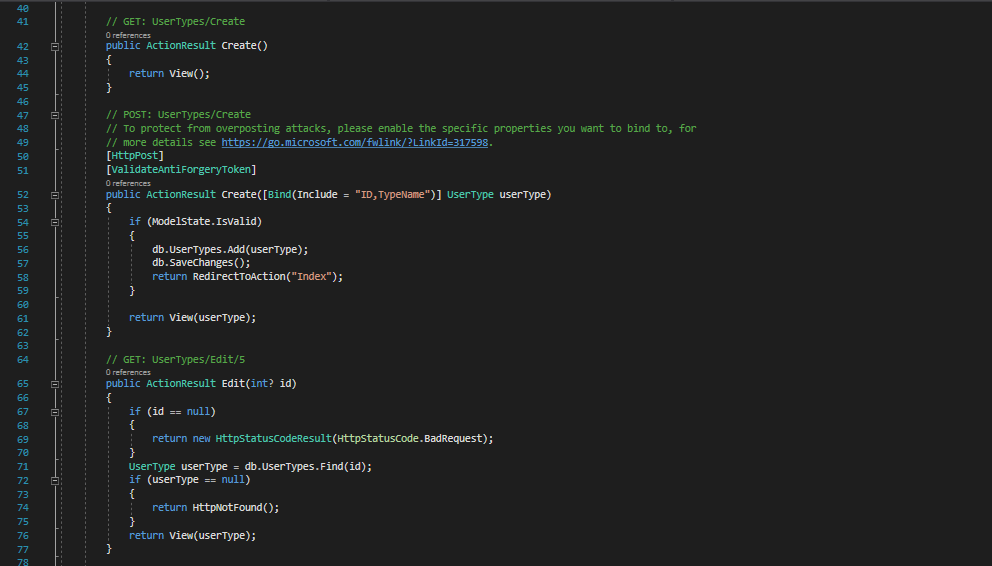 40
41 // GET: UserTypes/Create
0 references
42 public ActionResult Create()
43 {
44 return View();
45 }
46
47 // POST: UserTypes/Create
48 // To protect from overposting attacks, please enable the specific properties you want to bind to, for
49 // more details see https://go.microsoft.com/fwlink/?LinkId=317598.
50 [HttpPost]
51 [ValidateAntiForgeryToken]
0 references
52 public ActionResult Create([Bind(Include = "ID,TypeName")] UserType userType)
53 {
54 if (ModelState.IsValid)
55 {
56 db.UserTypes.Add(userType);
57 db.SaveChanges();
58 return RedirectToAction("Index");
59 }
60
61 return View(userType);
62 }
63
64 // GET: UserTypes/Edit/5
0 references
65 public ActionResult Edit(int? id)
66 {
67 if (id == null)
68 {
69 return new HttpStatusCodeResult(HttpStatusCode.BadRequest);
70 }
71 UserType userType = db.UserTypes.Find(id);
72 if (userType == null)
73 {
74 return HttpNotFound();
75 }
76 return View(userType);
77 }
78